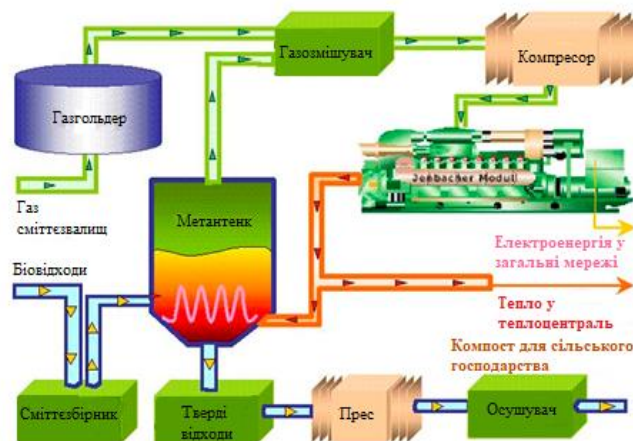 Газозмішувач
Компресор
Газгольдер
Jenbacher Modul
Газ
сміттєзвалищ
Метантенк
Електроенергія у
загальні мережі
Біовідходи
Тепло у
теплоцентраль
Компост для сільського
господарства
Сміттєзбірник
Тверді
відходи
Прес
Осушувач